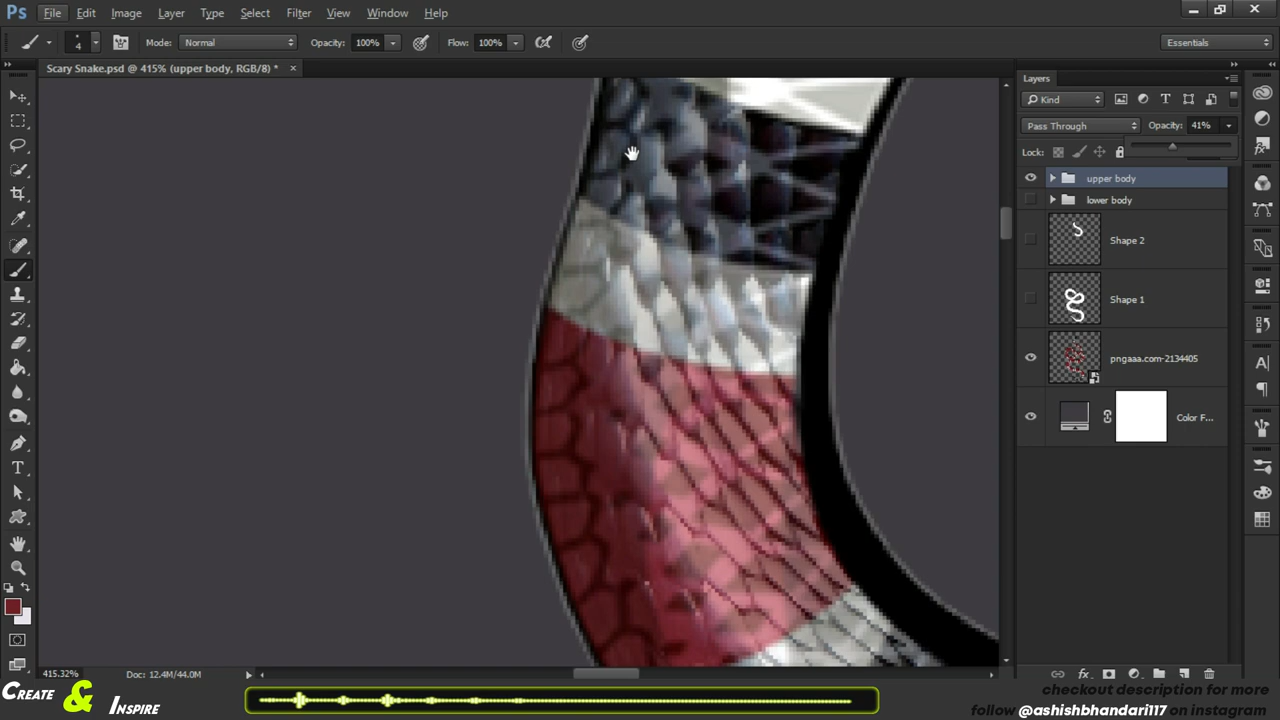 Ps File Edit Image Layer Type Select Filter View Window Help
4 Mode: Normal Opacity: 100% Flow: 100% Essentials
Scary Snake.psd @ 415% (upper body, RGB/8) * ×
Layers
Kind
Pass Through Opacity: 41%
Lock:
upper body
lower body
Shape 2
Shape 1
pngaaa.com-2134405
Color F...
415.32% Doc: 12.4M/44.0M
Create & Inspire
checkout description for more
follow @ashishbhandari117 on instagram